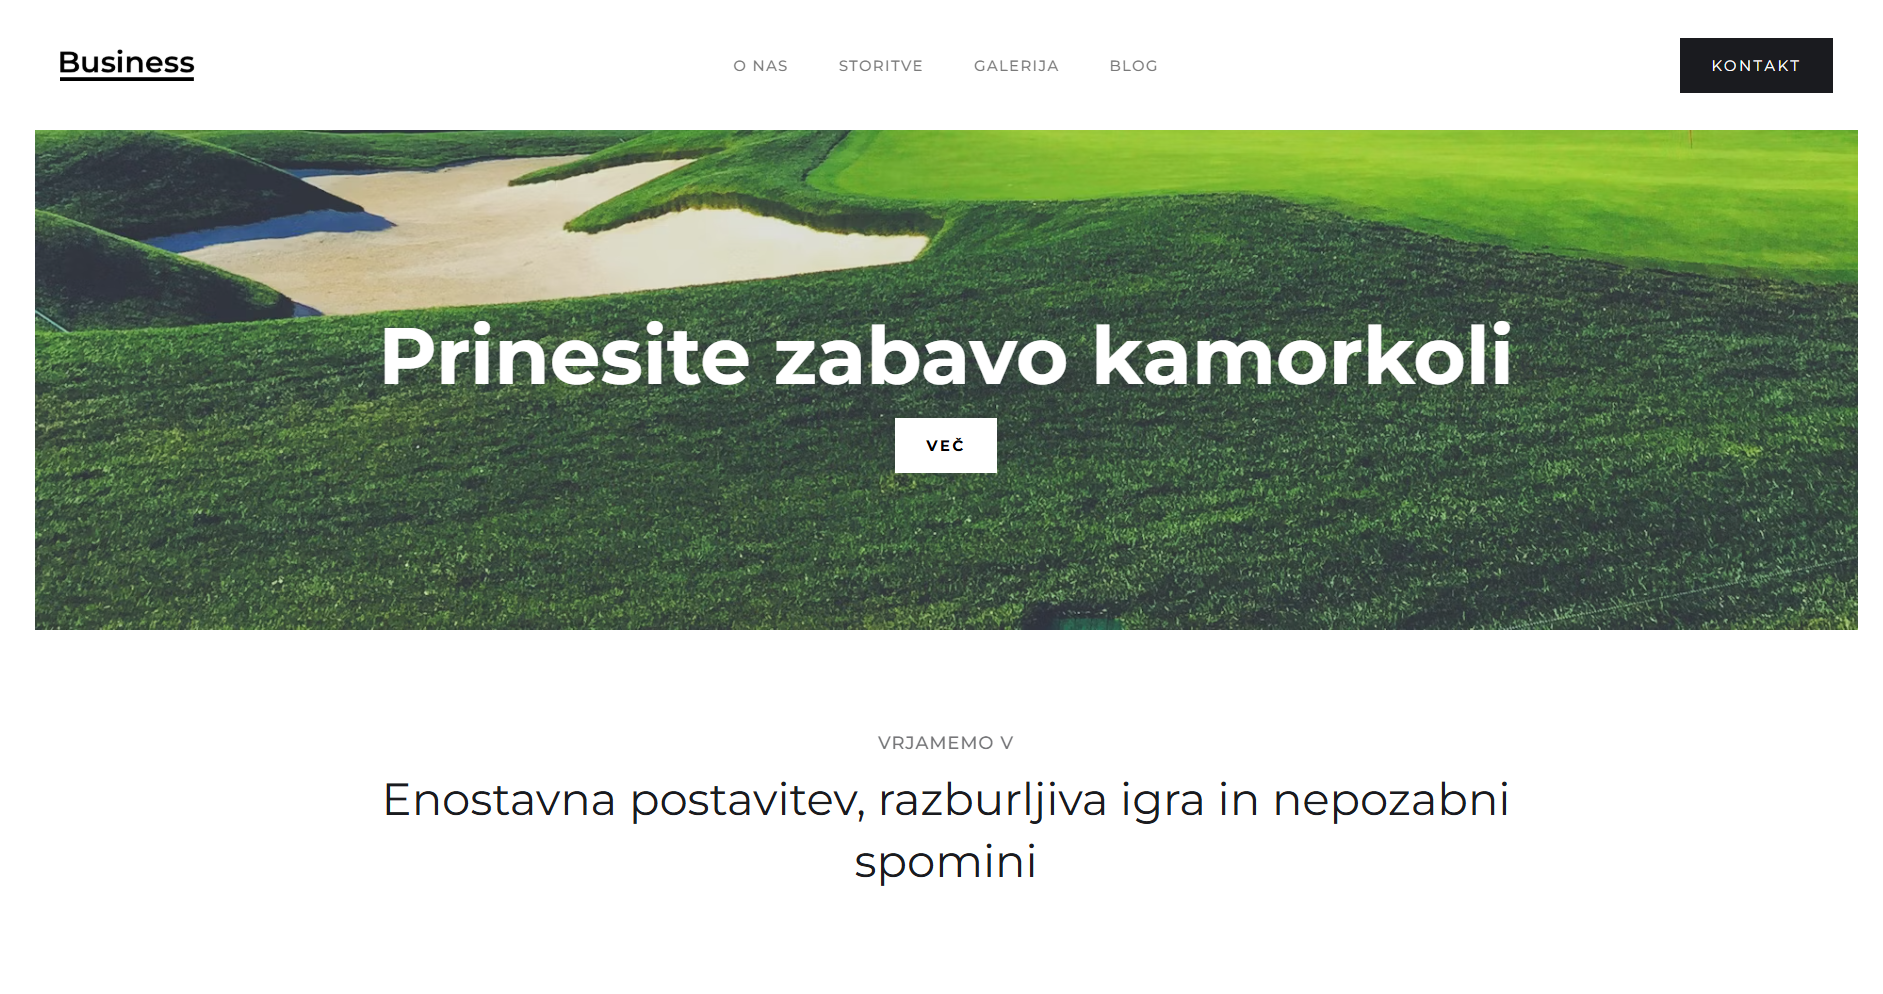 Business
O NAS
STORITVE
GALERIJA
BLOG
KONTAKT
Prinesite zabavo kamorkoli
VEČ
VRJAMEMO V
Enostavna postavitev, razburljiva igra in nepozabni
spomini